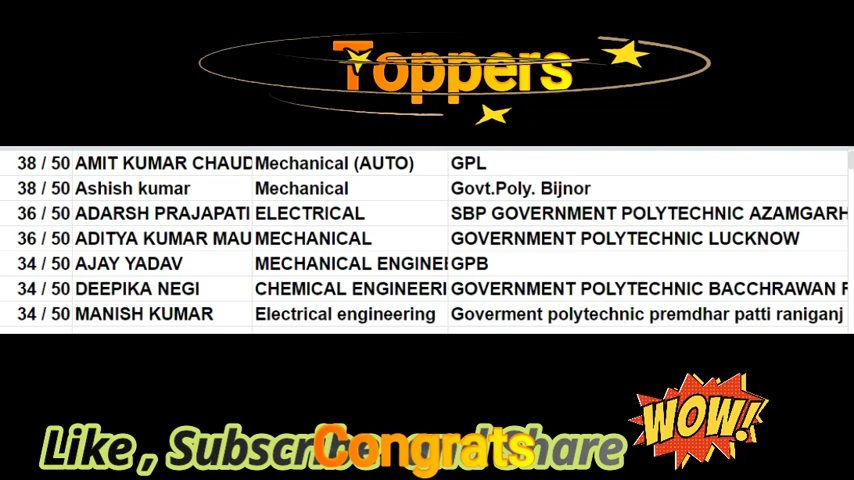 Toppers
38 / 50 AMIT KUMAR CHAUD Mechanical (AUTO) GPL
38 / 50 Ashish kumar Mechanical Govt.Poly. Bijnor
36 / 50 ADARSH PRAJAPATI ELECTRICAL SBP GOVERNMENT POLYTECHNIC AZAMGARH
36 / 50 ADITYA KUMAR MAU MECHANICAL GOVERNMENT POLYTECHNIC LUCKNOW
34 / 50 AJAY YADAV MECHANICAL ENGINEE GPB
34 / 50 DEEPIKA NEGI CHEMICAL ENGINEERI GOVERNMENT POLYTECHNIC BACCHRAWAN
34 / 50 MANISH KUMAR Electrical engineering Goverment polytechnic premdhar patti raniganj
WOW!
Like, Subscribe and Share
Congrats